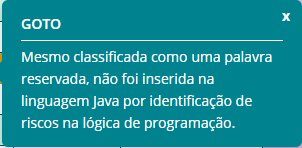 x
GOTO
Mesmo classificada como uma palavra
reservada, não foi inserida na
linguagem Java por identificação de
riscos na lógica de programação.